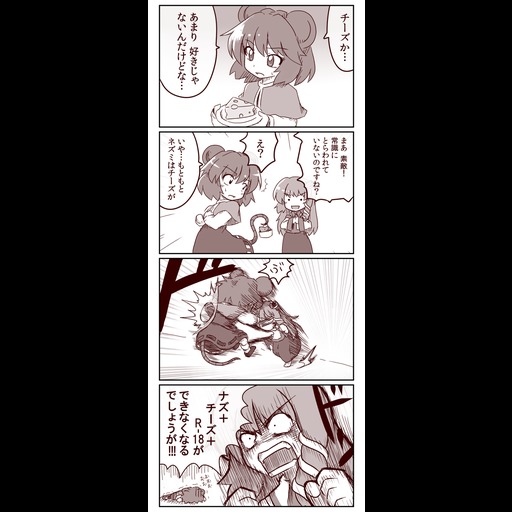 チーズか…
あまり 好きじゃ
ないんだけどな…
まあ 素敵!
常識に
とらわれて
いないのですね?
え?
いや…もともと
ネズミはチーズが
ぶ
ナズ+
チーズ+
R-18が
できなくなる
でしょうが!!!